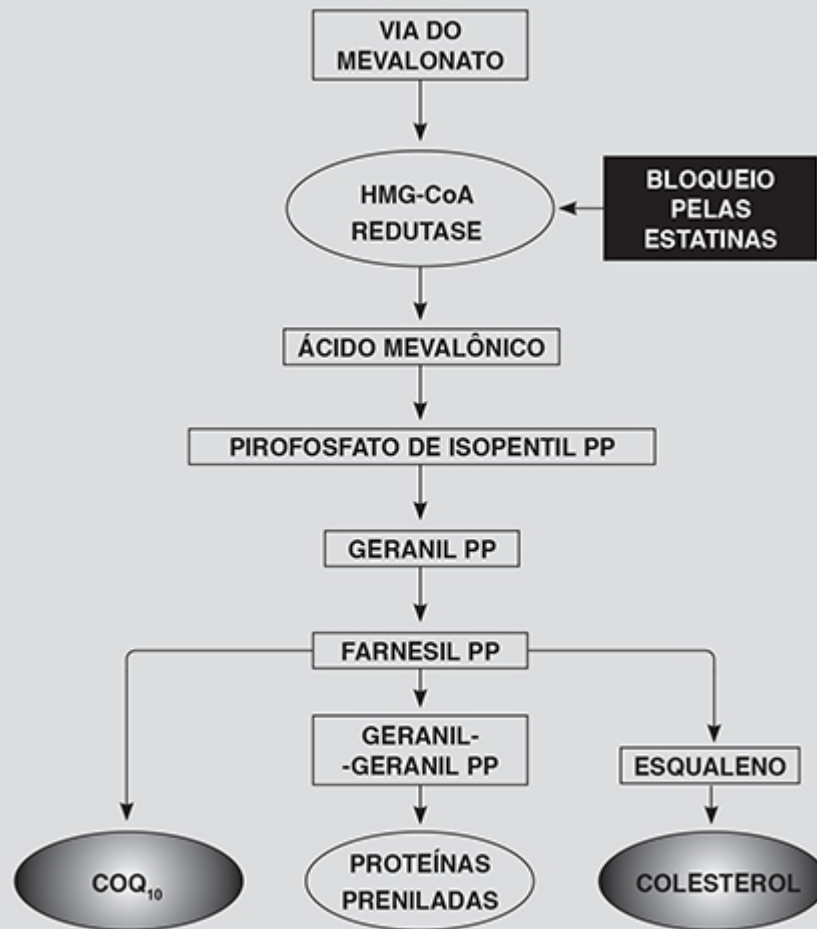 VIA DO
MEVALONATO
HMG-CoA
REDUTASE
BLOQUEIO
PELAS
ESTATINAS
ÁCIDO MEVALÔNICO
PIROFOSFATO DE ISOPENTIL PP
GERANIL PP
FARNESIL PP
GERANIL-
-GERANIL PP
ESQUALENO
COQ₁₀
PROTEÍNAS
PRENILADAS
COLESTEROL